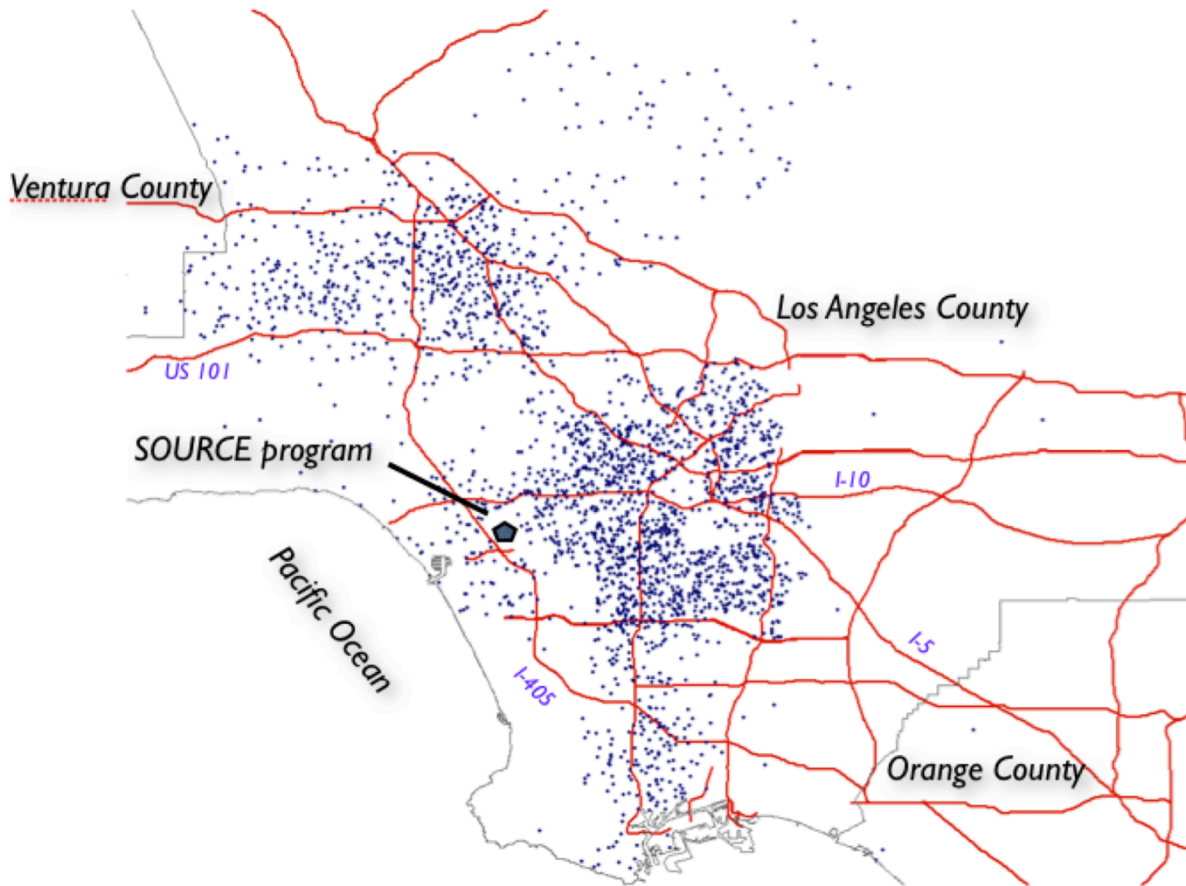 Ventura County
Los Angeles County
US 101
SOURCE program
I-10
Pacific Ocean
I-5
I-405
Orange County